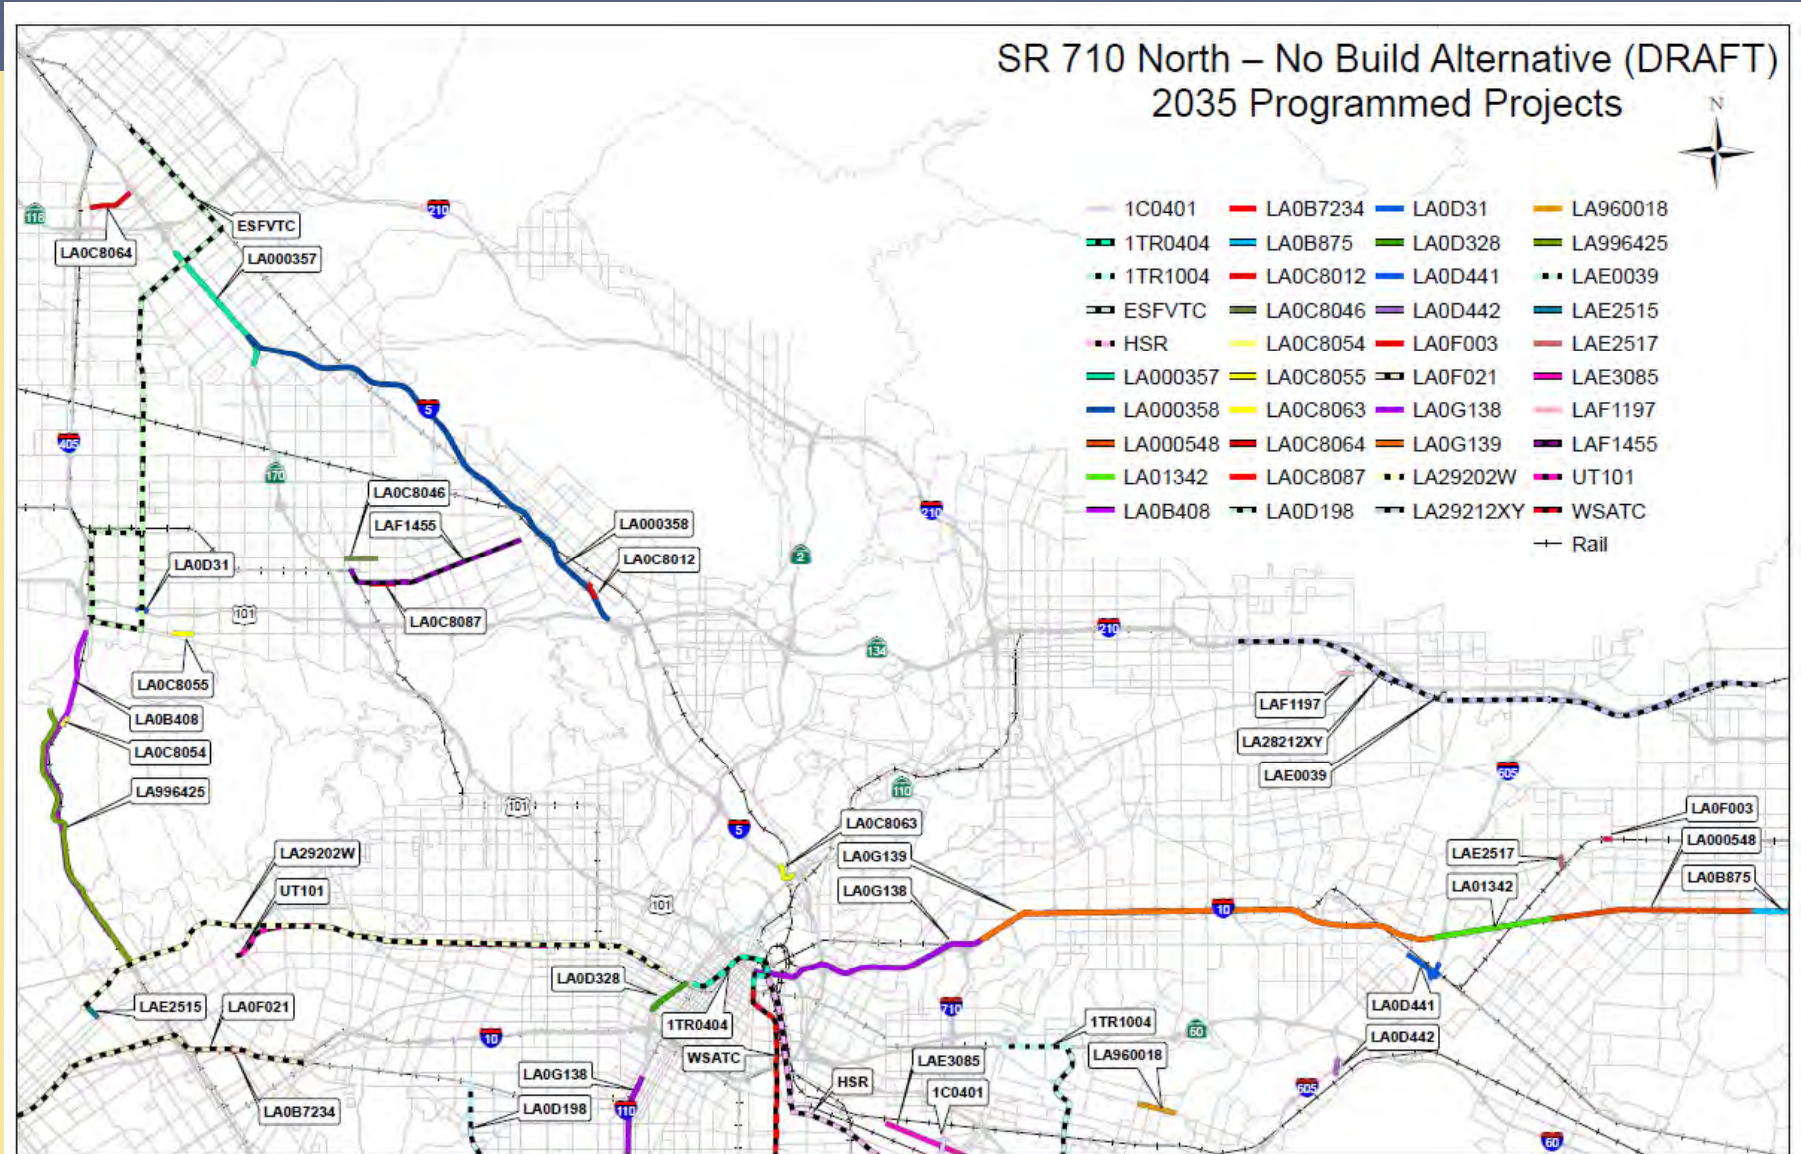 SR 710 North – No Build Alternative (DRAFT)
2035 Programmed Projects
N
1C0401 LA0B7234 LA0D31 LA960018
1TR0404 LA0B875 LA0D328 LA996425
1TR1004 LA0C8012 LA0D441 LAE0039
ESFVTC LA0C8046 LA0D442 LAE2515
HSR LA0C8054 LA0F003 LAE2517
LA000357 LA0C8055 LA0F021 LAE3085
LA000358 LA0C8063 LA0G138 LAF1197
LA000548 LA0C8064 LA0G139 LAF1455
LA01342 LA0C8087 LA29202W UT101
LA0B408 LA0D198 LA29212XY WSATC
Rail
118
210
ESFVTC
LA0C8064
LA000357
5
405
170
LA0C8046
LAF1455
LA000358
210
LA0C8012
2
LA0D31
101
LA0C8087
210
134
LA0C8055
LAF1197
LA0B408
LA28212XY
LA0C8054
LAE0039
605
LA996425
110
101
LA0F003
5
LA0C8063
LA000548
LA29202W
LA0G139
LAE2517
LA0B875
UT101
LA0G138
LA01342
101
10
LA0D328
LAE2515
LA0F021
LA0D441
710
1TR0404
1TR1004
60
10
LA0D442
WSATC
LAE3085
LA960018
LA0G138
HSR
1C0401
605
LA0B7234
LA0D198
110
60